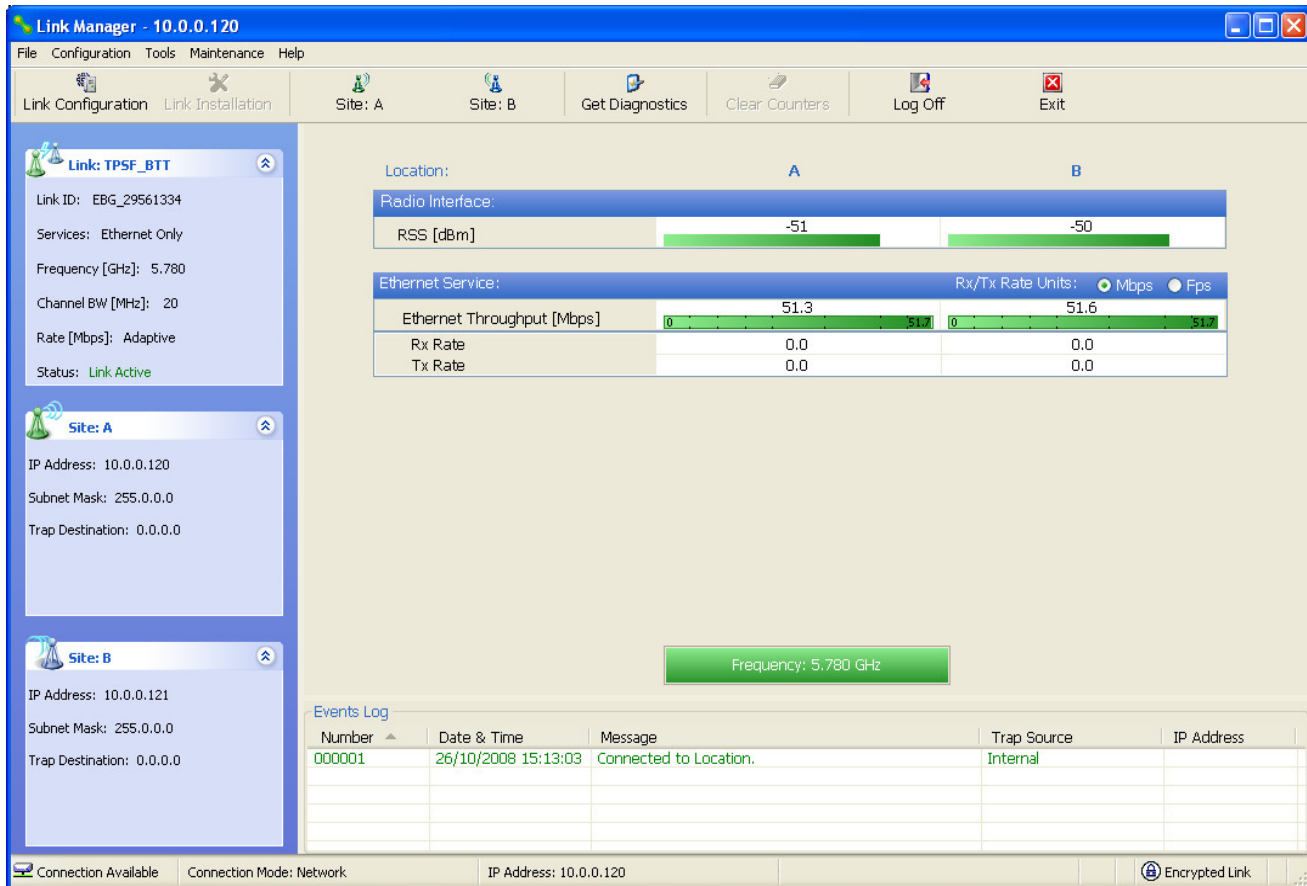 Link Manager - 10.0.0.120
File Configuration Tools Maintenance Help
Link Configuration Link Installation Site: A Site: B Get Diagnostics Clear Counters Log Off Exit
Link: TPSF_BTT
Link ID: EBG_29561334
Services: Ethernet Only
Frequency [GHz]: 5.780
Channel BW [MHz]: 20
Rate [Mbps]: Adaptive
Status: Link Active
Site: A
IP Address: 10.0.0.120
Subnet Mask: 255.0.0.0
Trap Destination: 0.0.0.0
Site: B
IP Address: 10.0.0.121
Subnet Mask: 255.0.0.0
Trap Destination: 0.0.0.0
Location: A B
Radio Interface:
RSS [dBm] -51 -50
Ethernet Service: Rx/Tx Rate Units: Mbps Fps
Ethernet Throughput [Mbps] 51.3 51.6
0 51.7 0 51.7
Rx Rate 0.0 0.0
Tx Rate 0.0 0.0
Frequency: 5.780 GHz
Events Log
Number Date & Time Message Trap Source IP Address
000001 26/10/2008 15:13:03 Connected to Location. Internal
Connection Available Connection Mode: Network IP Address: 10.0.0.120 Encrypted Link